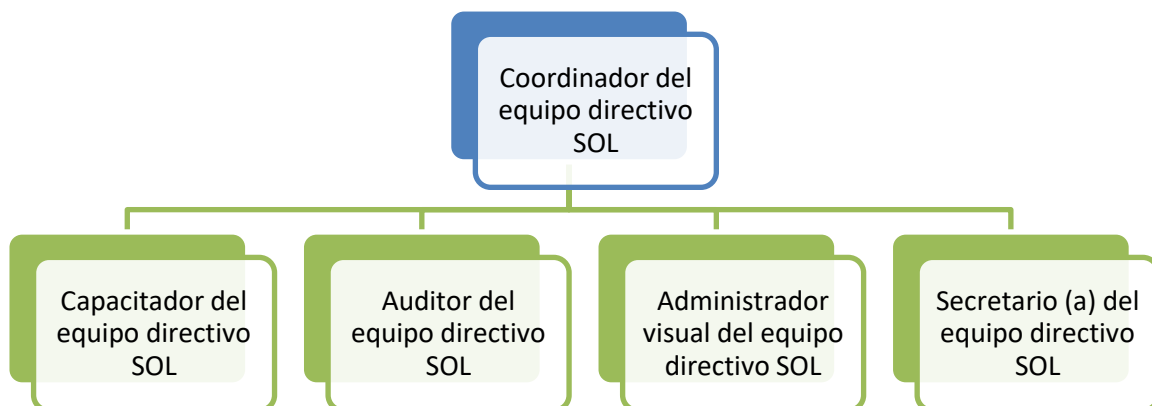 Coordinador del
equipo directivo
SOL
Capacitador del
equipo directivo
SOL
Auditor del
equipo directivo
SOL
Administrador
visual del equipo
directivo SOL
Secretario (a) del
equipo directivo
SOL